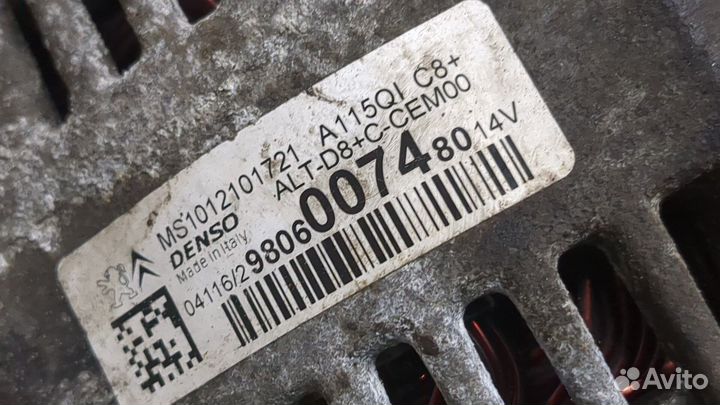 MS1012101721 A115QI C8+
DENSO ALT-D8+C-CEM00
Made in Italy
9806007480 14V
04116/2
Avito